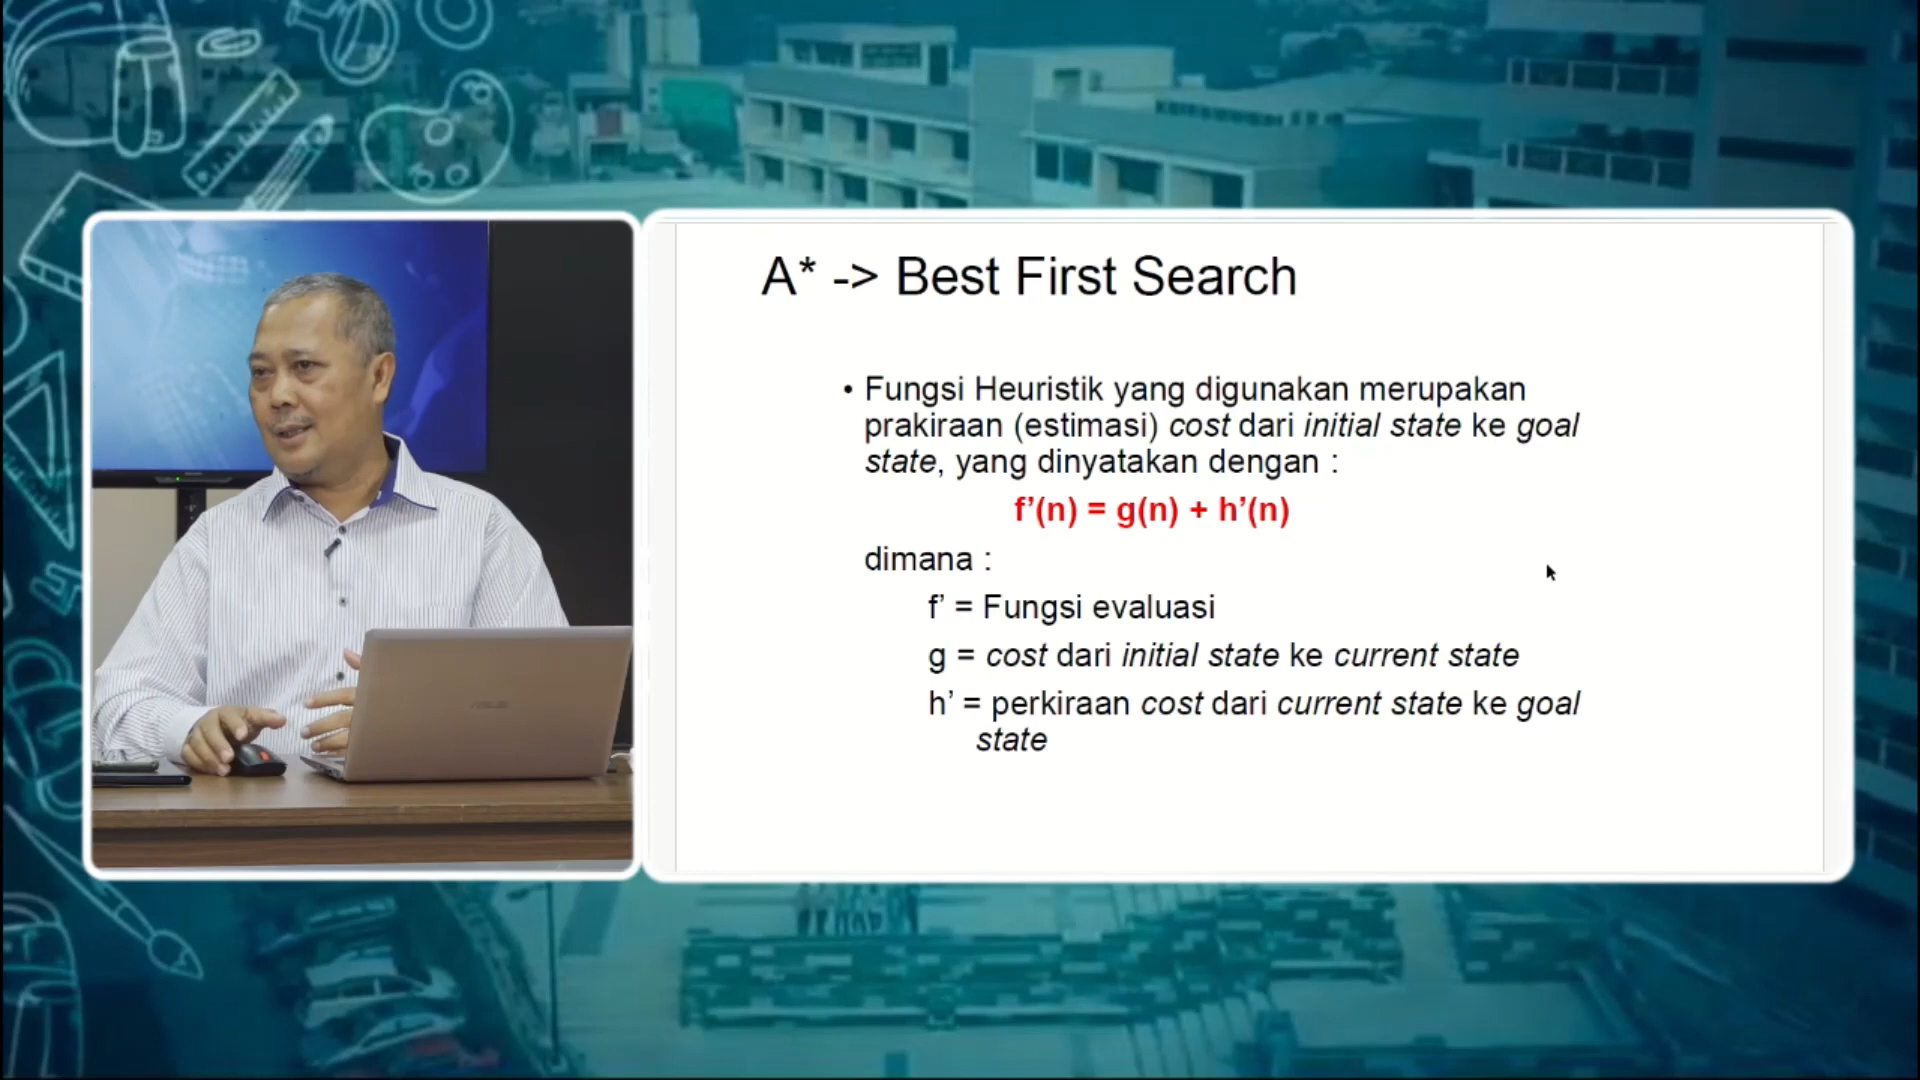 A* -> Best First Search
• Fungsi Heuristik yang digunakan merupakan
prakiraan (estimasi) cost dari initial state ke goal
state, yang dinyatakan dengan :
f’(n) = g(n) + h’(n)
dimana :
f’ = Fungsi evaluasi
g = cost dari initial state ke current state
h’ = perkiraan cost dari current state ke goal
state
ASUS